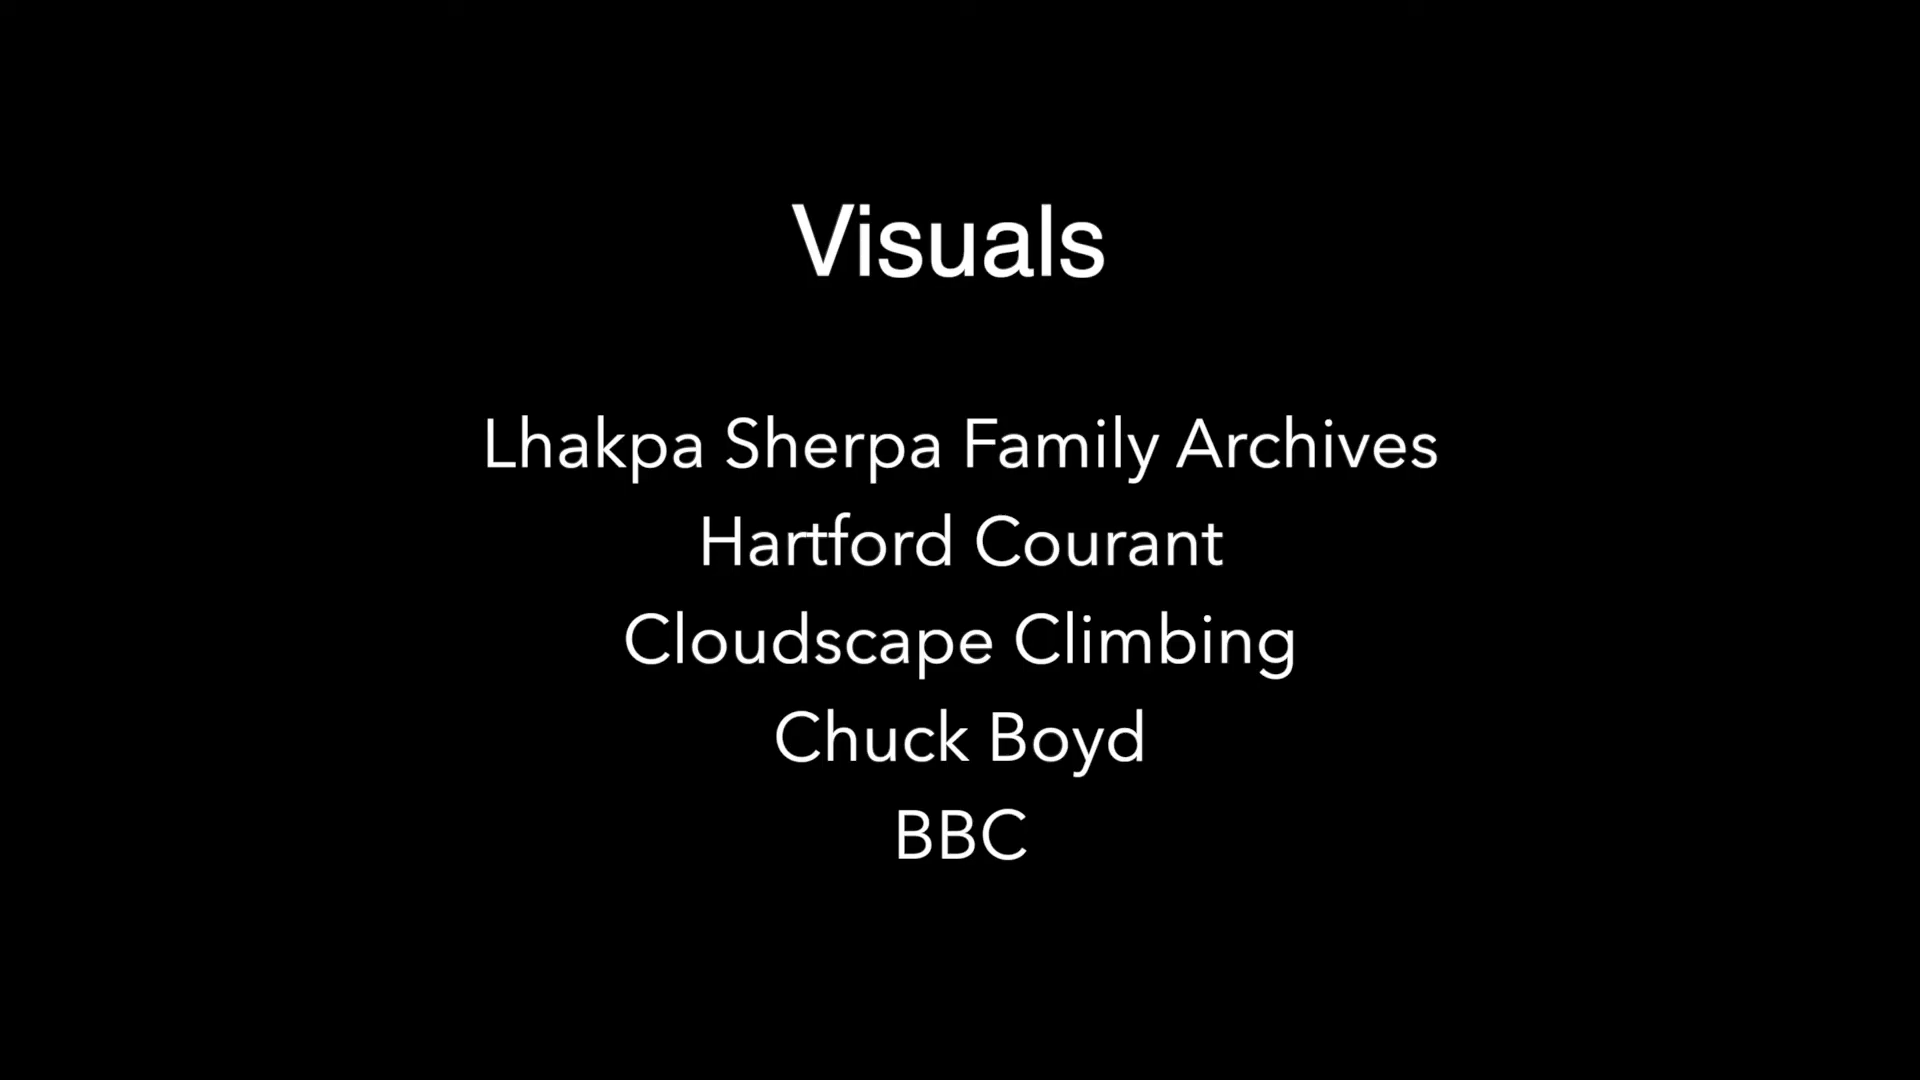 Visuals
Lhakpa Sherpa Family Archives
Hartford Courant
Cloudscape Climbing
Chuck Boyd
BBC